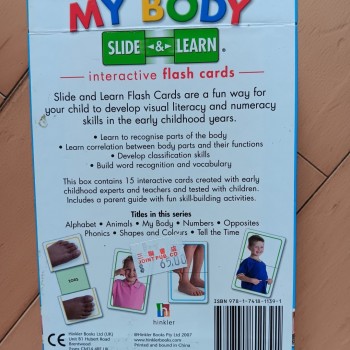 MY BODY
SLIDE & LEARN®
interactive flash cards
Slide and Learn Flash Cards are a fun way for
your child to develop visual literacy and numeracy
skills in the early childhood years.
• Learn to recognise parts of the body
• Learn correlation between body parts and their functions
• Develop classification skills
• Build word recognition and vocabulary
This box contains 15 interactive cards created with early
childhood experts and teachers and tested with children.
Includes a parent guide with fun skill-building activities.
Titles in this series
Alphabet • Animals • My Body • Numbers • Opposites
Phonics • Shapes and Colours • Tell the Time
JOINT PUB. CO
hinkler
ISBN 978-1-7418-1139-1
CE
Hinkler Books Ltd (UK)
Brentwood
©Hinkler Books Pty Ltd 2007
www.hinklerbooks.com
Printed and bound in China